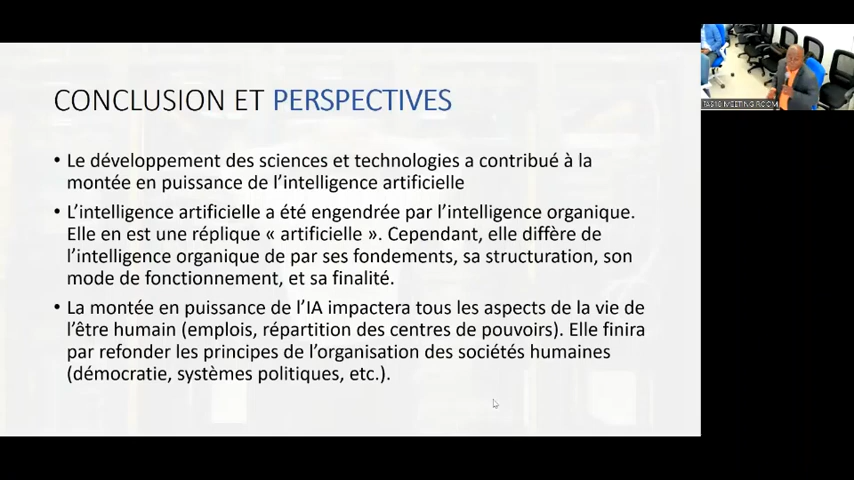 CONCLUSION ET PERSPECTIVES
• Le développement des sciences et technologies a contribué à la
montée en puissance de l'intelligence artificielle
• L'intelligence artificielle a été engendrée par l'intelligence organique.
Elle en est une réplique « artificielle ». Cependant, elle diffère de
l'intelligence organique de par ses fondements, sa structuration, son
mode de fonctionnement, et sa finalité.
• La montée en puissance de l'IA impactera tous les aspects de la vie de
l'être humain (emplois, répartition des centres de pouvoirs). Elle finira
par refonder les principes de l'organisation des sociétés humaines
(démocratie, systèmes politiques, etc.).
MEETING ROOM